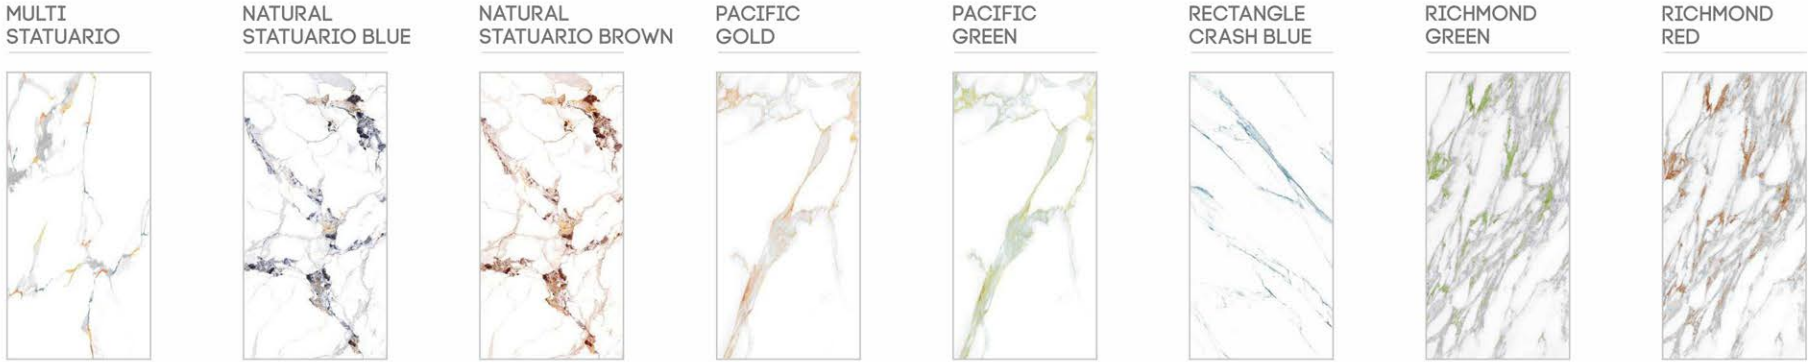 MULTI
STATUARIO
NATURAL
STATUARIO BLUE
NATURAL
STATUARIO BROWN
PACIFIC
GOLD
PACIFIC
GREEN
RECTANGLE
CRASH BLUE
RICHMOND
GREEN
RICHMOND
RED